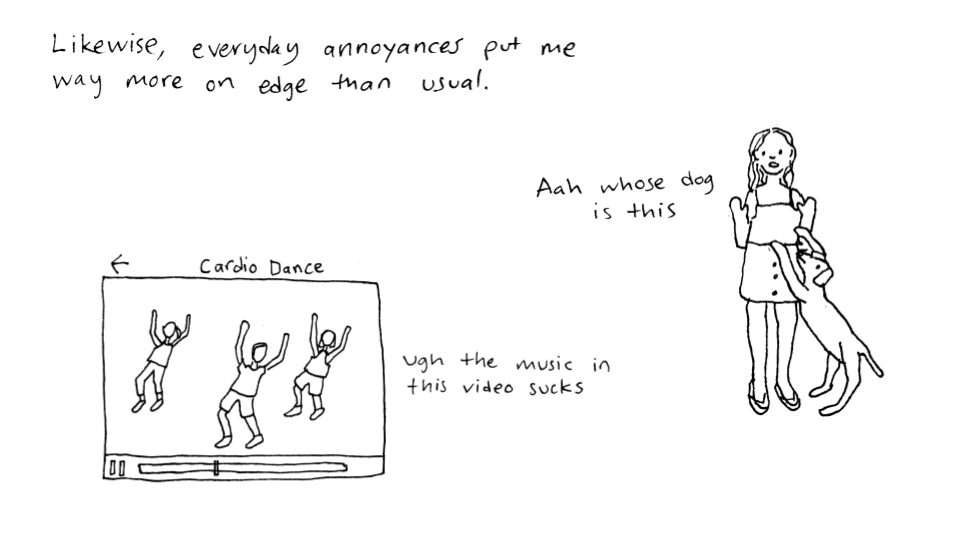 Likewise, everyday annoyances put me
way more on edge than usual.
Aah whose dog
is this
← Cardio Dance
ugh the music in
this video sucks